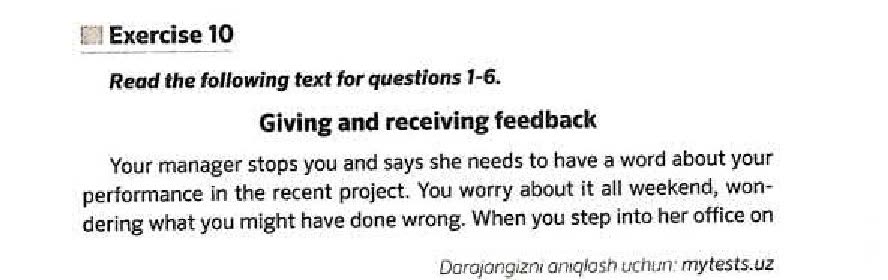 Exercise 10
Read the following text for questions 1-6.
Giving and receiving feedback
Your manager stops you and says she needs to have a word about your
performance in the recent project. You worry about it all weekend, won-
dering what you might have done wrong. When you step into her office on
Darajangizni aniqlash uchun: mytests.uz